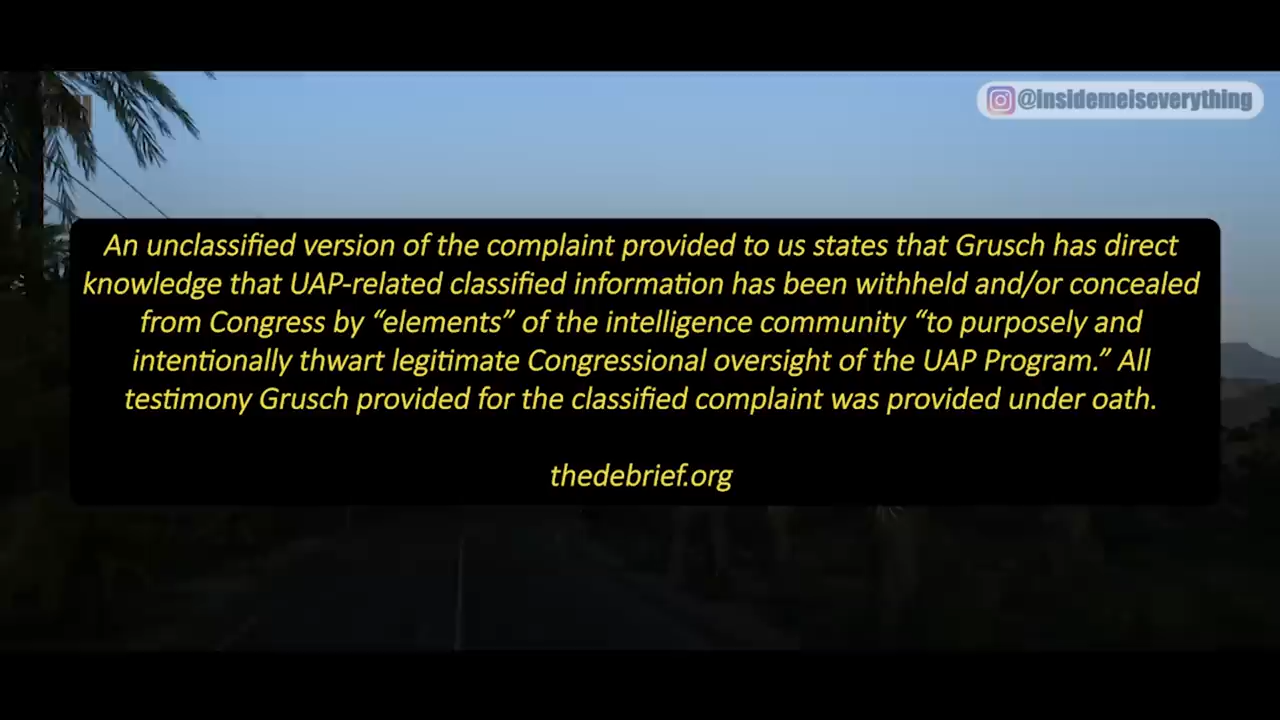 @insidemeiseverything
An unclassified version of the complaint provided to us states that Grusch has direct
knowledge that UAP-related classified information has been withheld and/or concealed
from Congress by “elements” of the intelligence community “to purposely and
intentionally thwart legitimate Congressional oversight of the UAP Program.” All
testimony Grusch provided for the classified complaint was provided under oath.
thedebrief.org